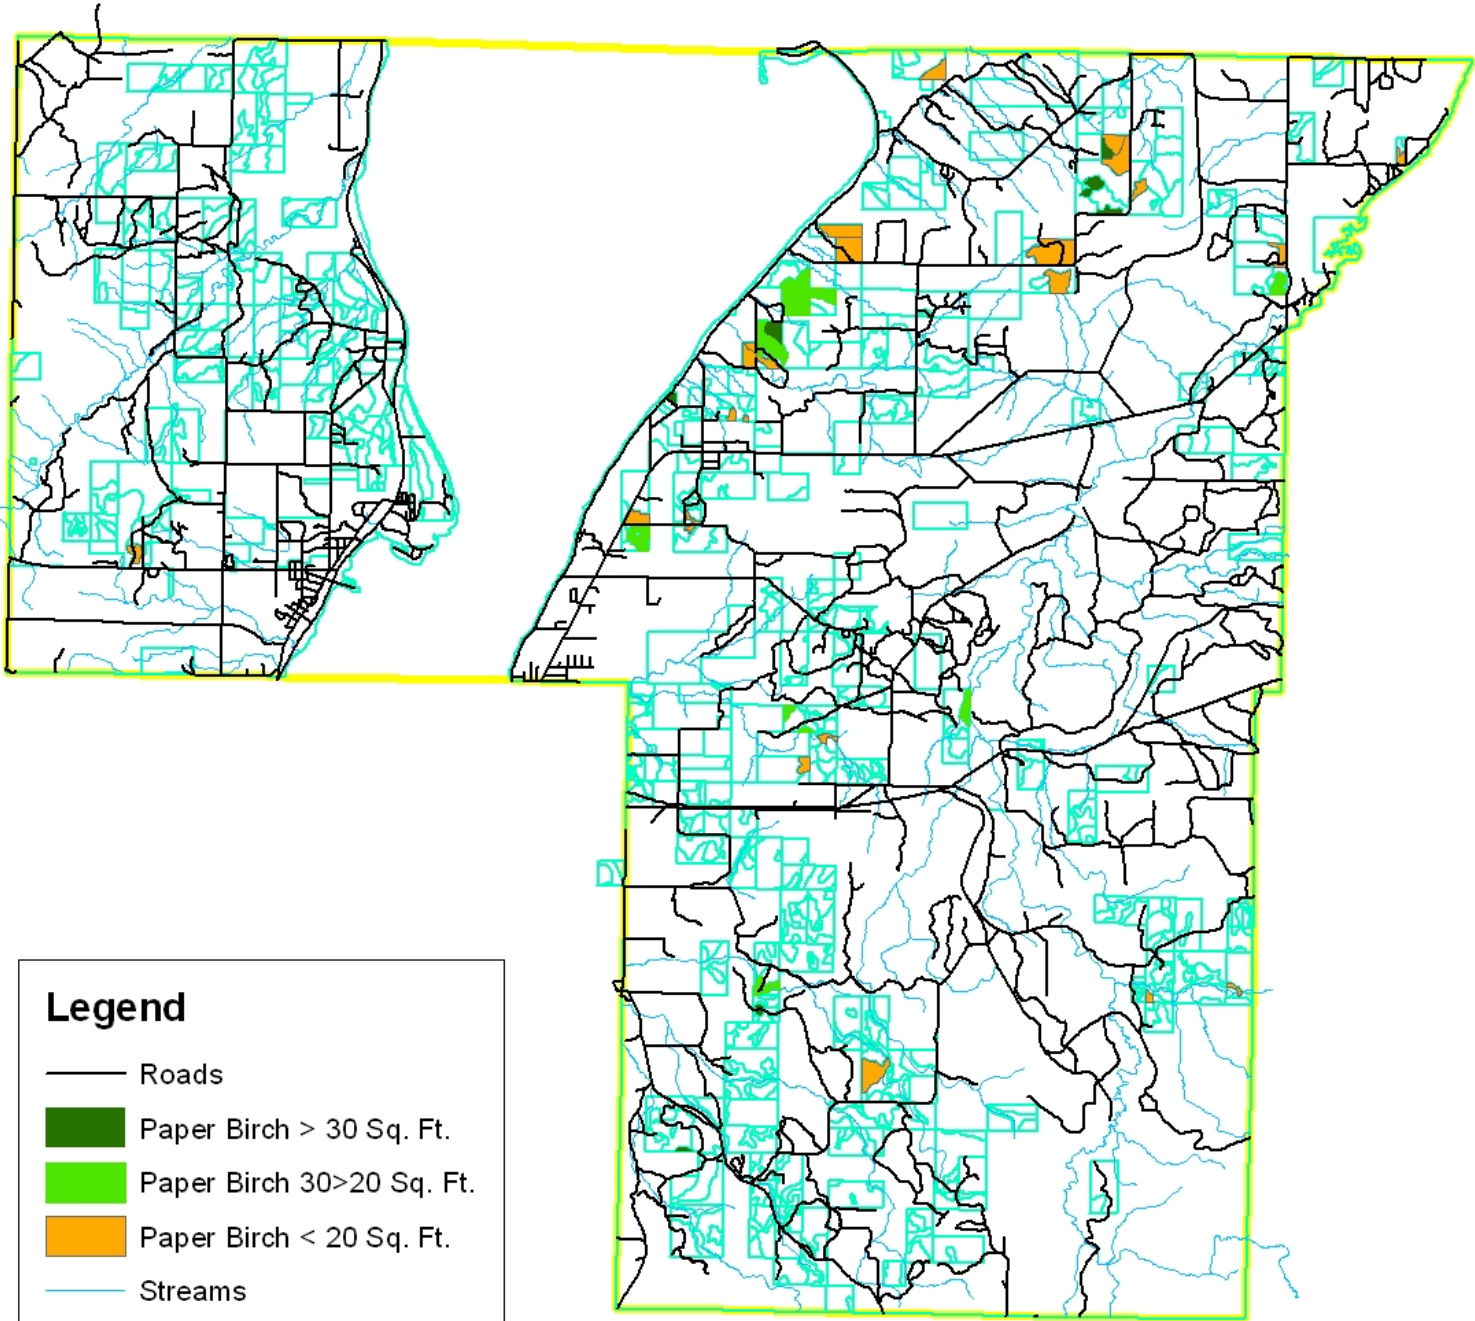 Legend
Roads
Paper Birch > 30 Sq. Ft.
Paper Birch 30>20 Sq. Ft.
Paper Birch < 20 Sq. Ft.
Streams